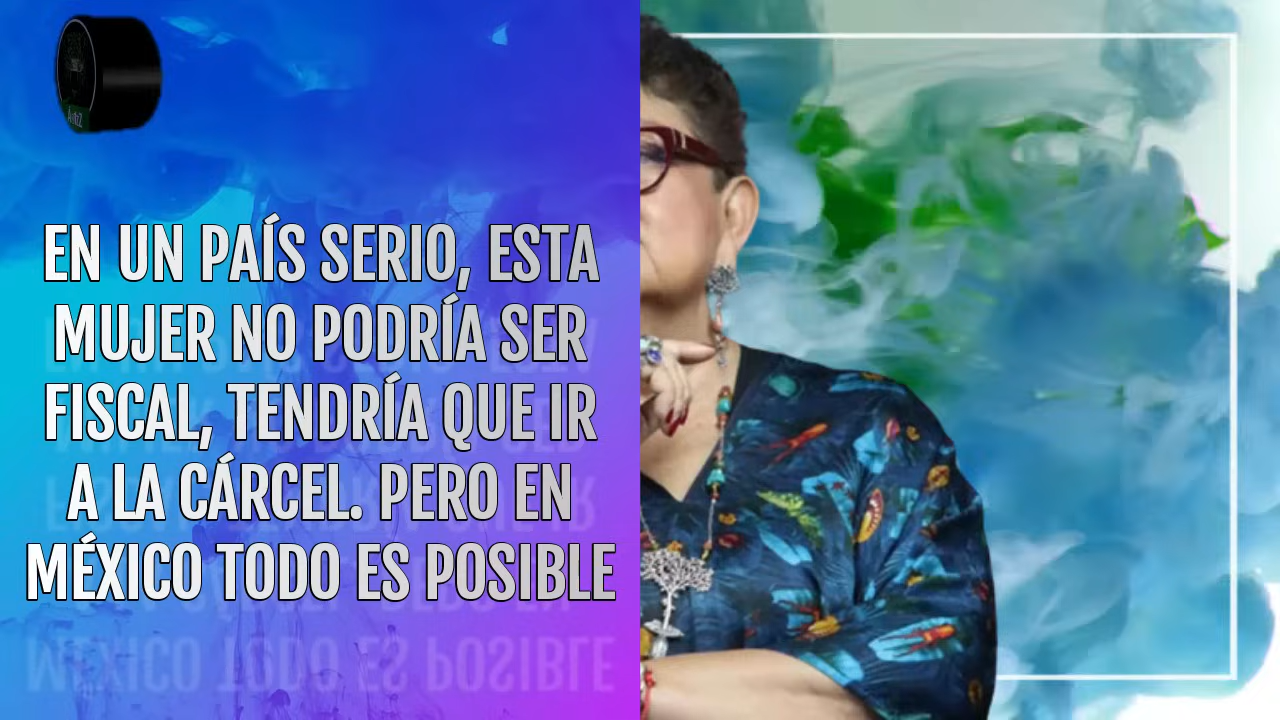 EN UN PAÍS SERIO, ESTA
MUJER NO PODRÍA SER
FISCAL, TENDRÍA QUE IR
A LA CÁRCEL. PERO EN
MÉXICO TODO ES POSIBLE